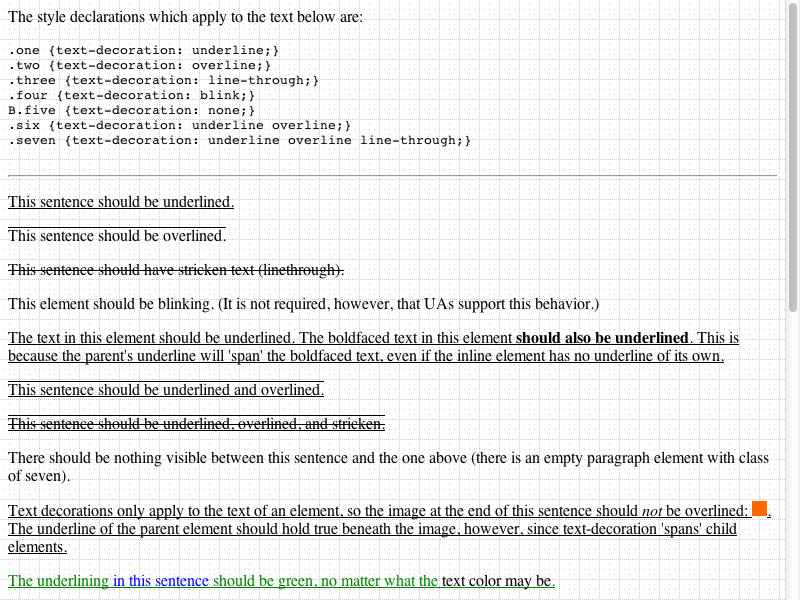 The style declarations which apply to the text below are:
.one {text-decoration: underline;}
.two {text-decoration: overline;}
.three {text-decoration: line-through;}
.four {text-decoration: blink;}
B.five {text-decoration: none;}
.six {text-decoration: underline overline;}
.seven {text-decoration: underline overline line-through;}
This sentence should be underlined.
This sentence should be overlined.
This sentence should have stricken text (linethrough).
This element should be blinking. (It is not required, however, that UAs support this behavior.)
The text in this element should be underlined. The boldfaced text in this element should also be underlined. This is
because the parent's underline will 'span' the boldfaced text, even if the inline element has no underline of its own.
This sentence should be underlined and overlined.
This sentence should be underlined, overlined, and stricken.
There should be nothing visible between this sentence and the one above (there is an empty paragraph element with class
of seven).
Text decorations only apply to the text of an element, so the image at the end of this sentence should not be overlined: .
The underline of the parent element should hold true beneath the image, however, since text-decoration 'spans' child
elements.
The underlining in this sentence should be green, no matter what the text color may be.